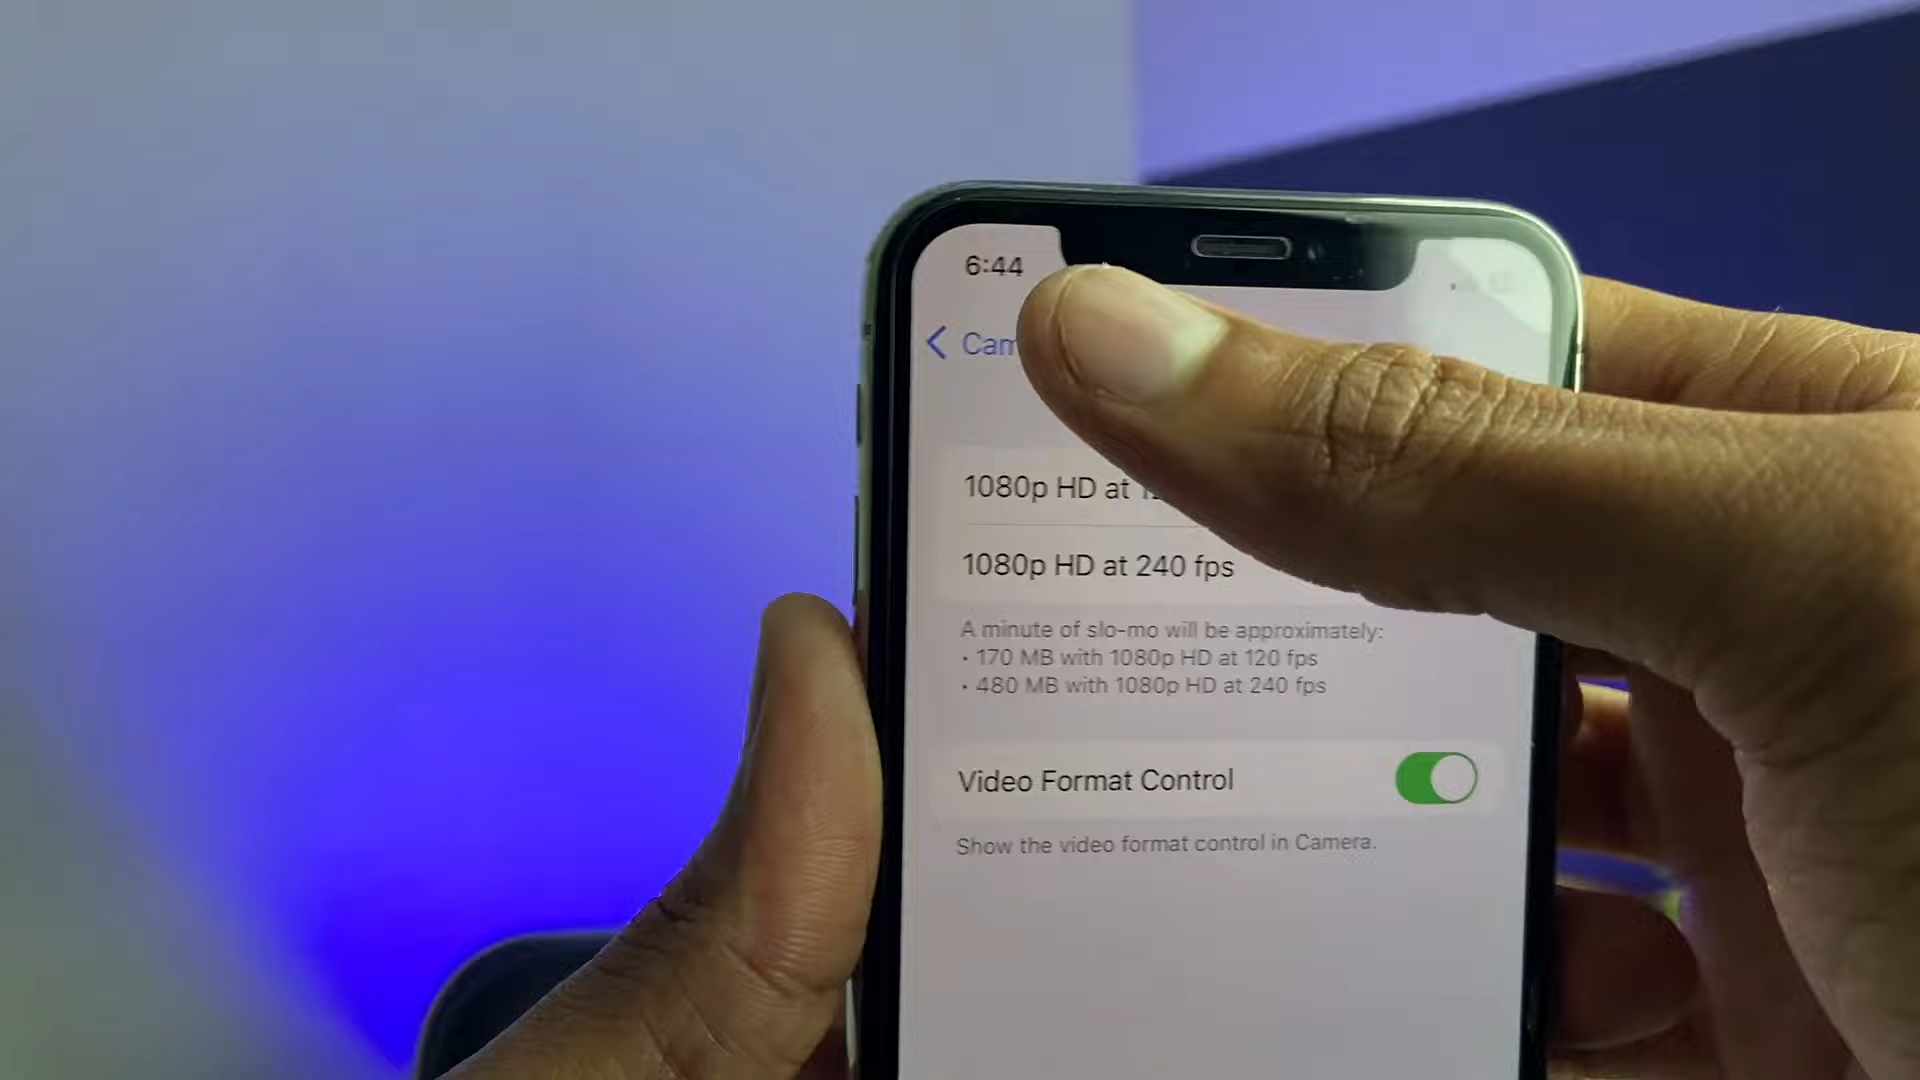 6:44
Cam
1080p HD at
1080p HD at 240 fps
A minute of slo-mo will be approximately:
• 170 MB with 1080p HD at 120 fps
• 480 MB with 1080p HD at 240 fps
Video Format Control
Show the video format control in Camera.